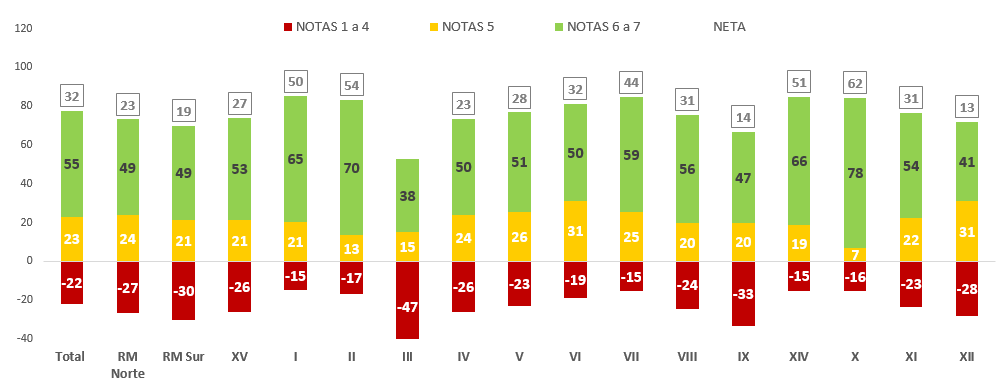 NOTAS 1 a 4 NOTAS 5 NOTAS 6 a 7 NETA
120
100
80
60
40
20
0
-20
-40
32 23 19 27 50 54 23 28 32 44 31 14 51 62 31 13
55 49 49 53 65 70 38 50 51 50 59 56 47 66 78 54 41
23 24 21 21 21 13 15 24 26 31 25 20 20 19 7 22 31
-22 -27 -30 -26 -15 -17 -47 -26 -23 -19 -15 -24 -33 -15 -16 -23 -28
Total RM Norte RM Sur XV I II III IV V VI VII VIII IX XIV X XI XII